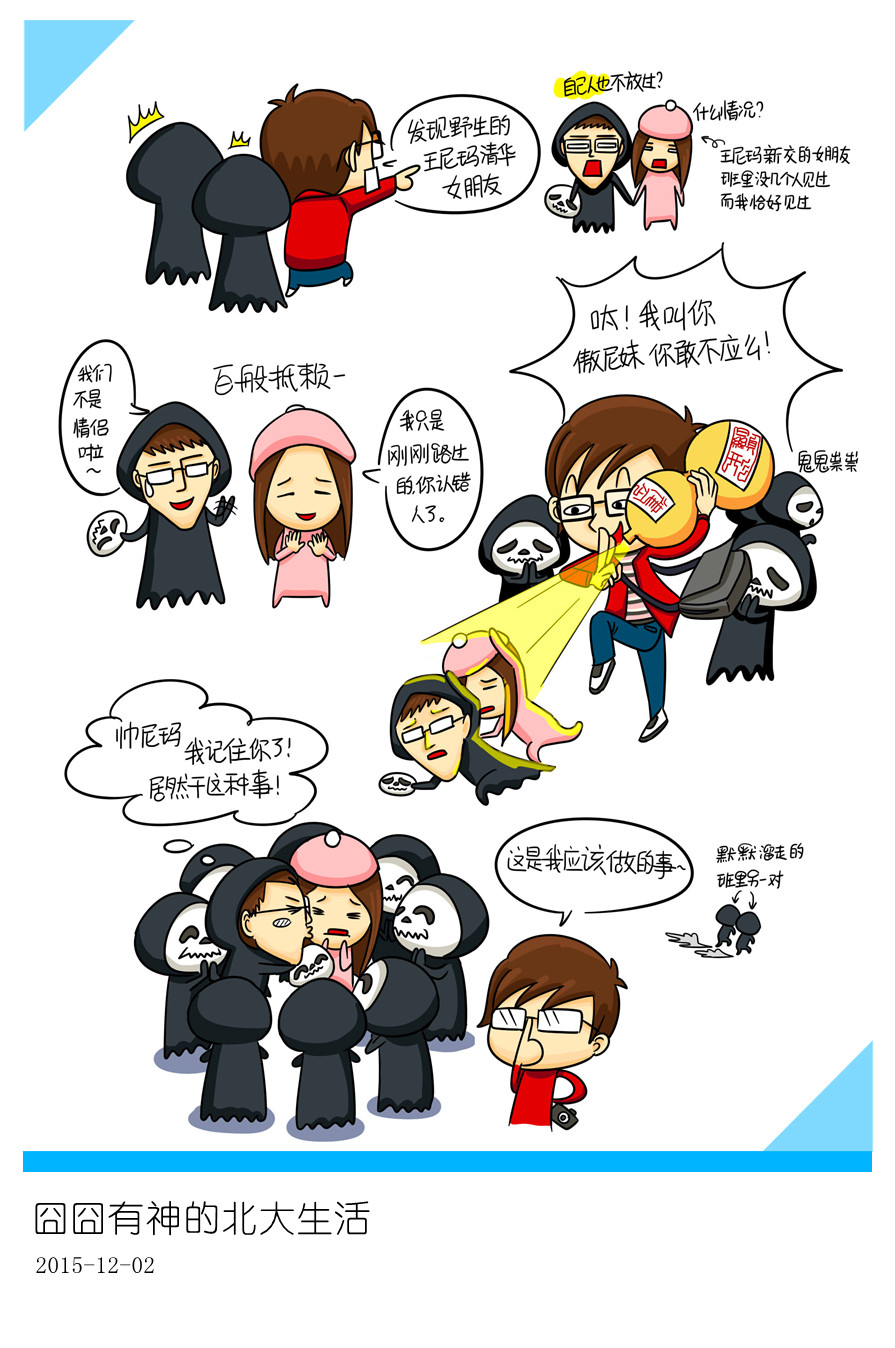 发现野生的
王尼玛清华
女朋友
自己人也不放过?
什么情况?
王尼玛新交的女朋友
班里没几个人见过
而我恰好见过
我们
不是
情侣
啦
~
百般抵赖一
我只是
刚刚路过
的,你认错
人了。
呔!我叫你
傲尼妹 你敢不应么!
鬼鬼祟祟
显
形
帅尼玛 我记住你了!
居然干这种事!
这是我应该做的事~
默默溜走的
班里另一对
囧囧有神的北大生活
2015-12-02